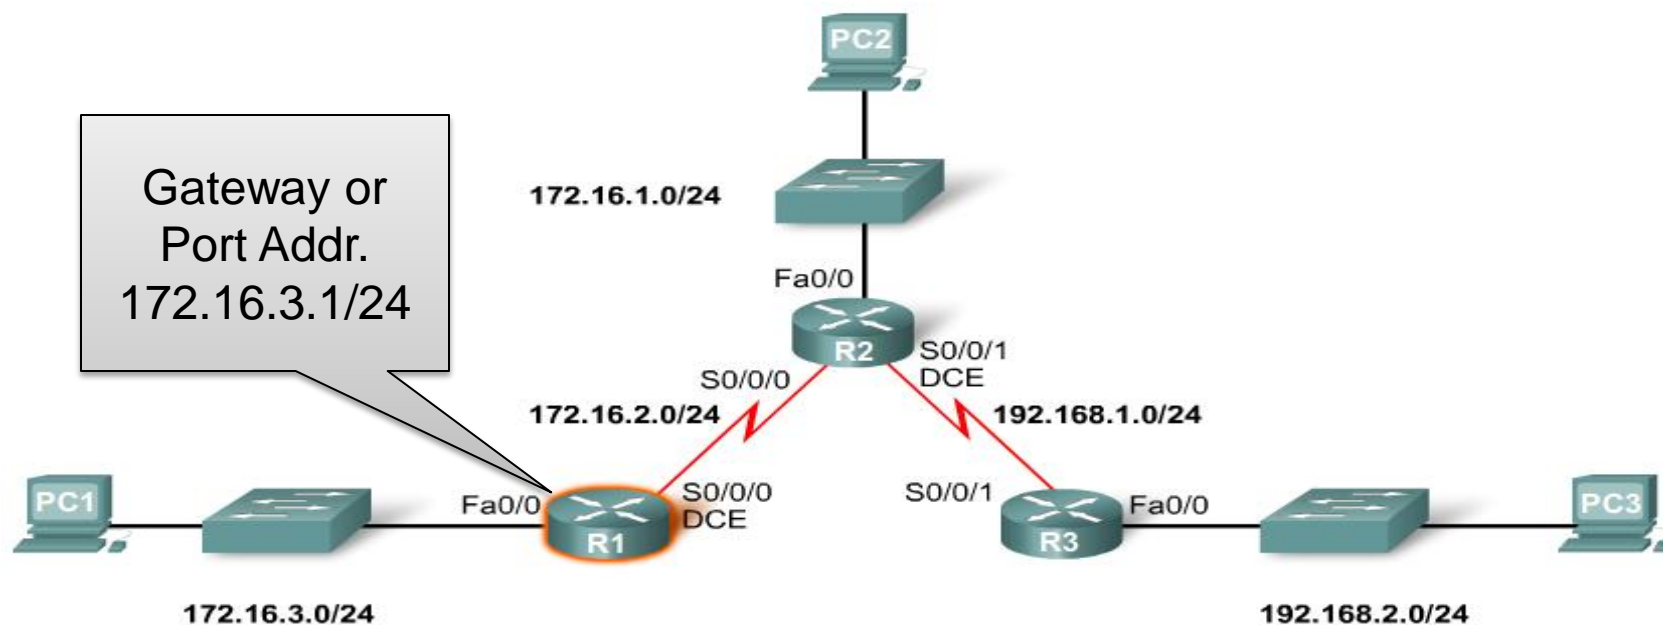 PC2
Gateway or
Port Addr.
172.16.3.1/24
172.16.1.0/24
Fa0/0
R2
S0/0/1
DCE
S0/0/0
172.16.2.0/24
192.168.1.0/24
PC1
Fa0/0
R1
S0/0/0
DCE
S0/0/1
R3
Fa0/0
PC3
172.16.3.0/24
192.168.2.0/24